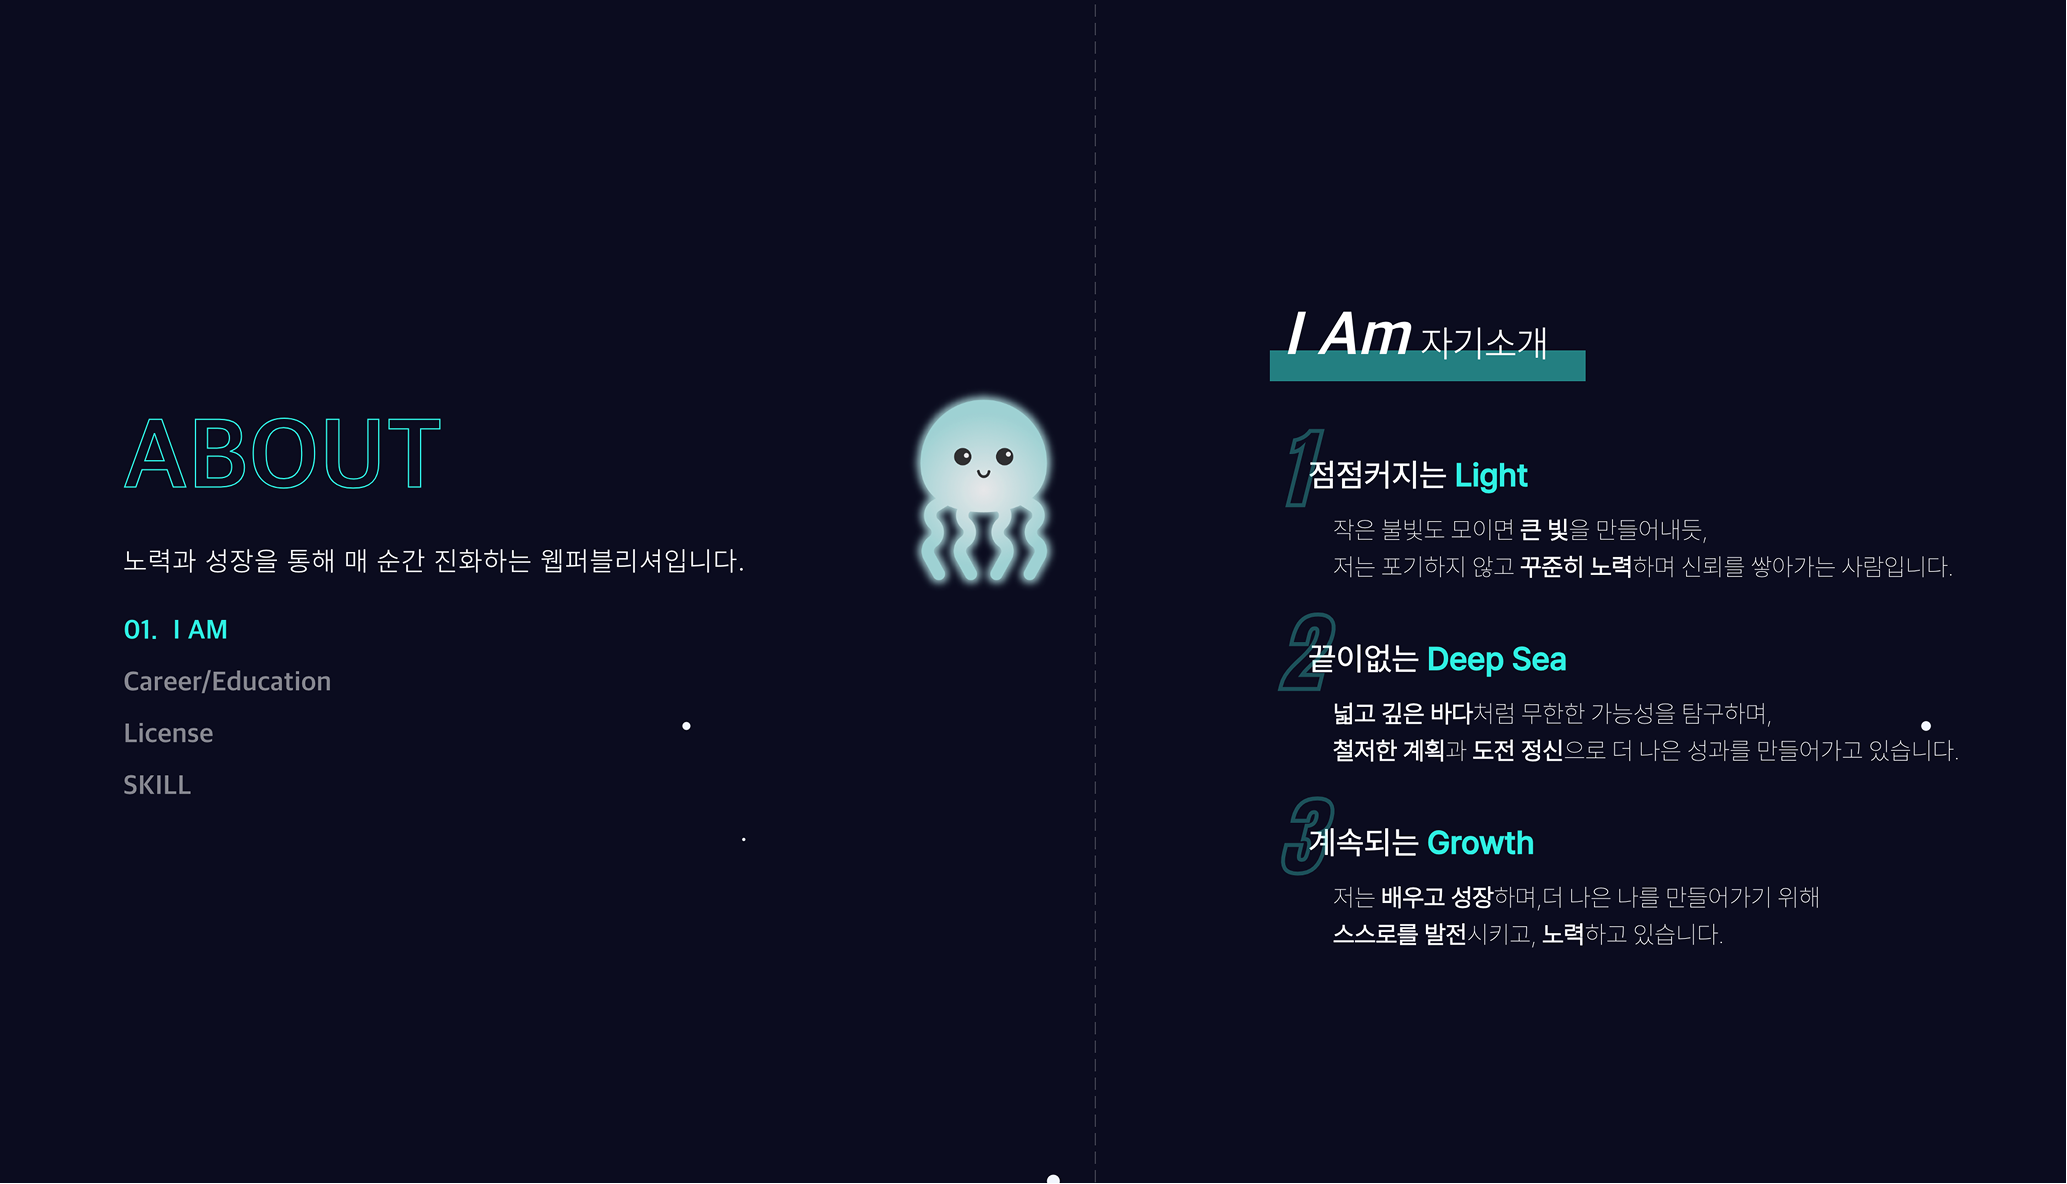 ABOUT
노력과 성장을 통해 매 순간 진화하는 웹퍼블리셔입니다.
01. I AM
Career/Education
License
SKILL
I Am 자기소개
1
점점커지는 Light
작은 불빛도 모이면 큰 빛을 만들어내듯,
저는 포기하지 않고 꾸준히 노력하며 신뢰를 쌓아가는 사람입니다.
2
끝이없는 Deep Sea
넓고 깊은 바다처럼 무한한 가능성을 탐구하며,
철저한 계획과 도전 정신으로 더 나은 성과를 만들어가고 있습니다.
3
계속되는 Growth
저는 배우고 성장하며,더 나은 나를 만들어가기 위해
스스로를 발전시키고, 노력하고 있습니다.